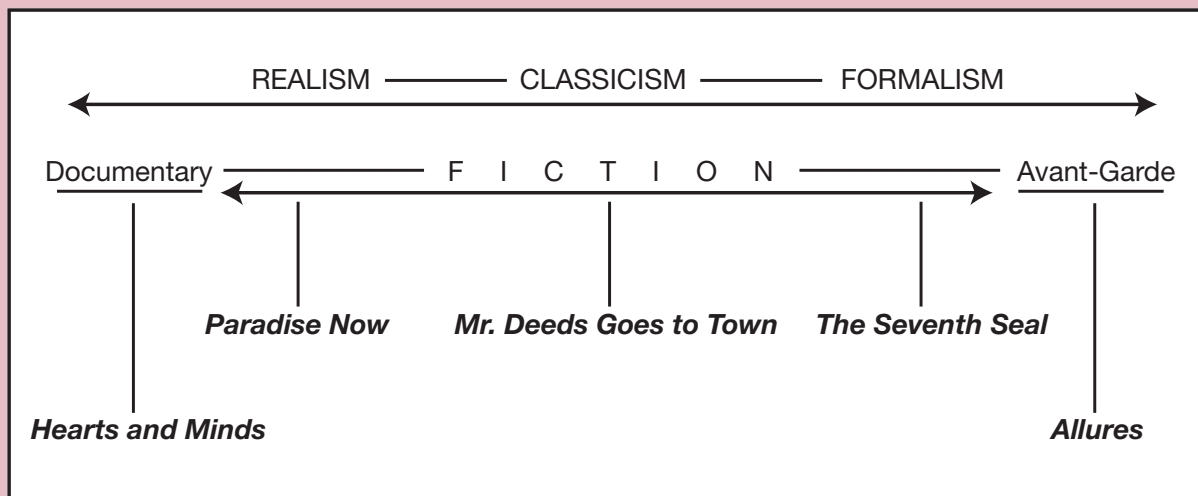 REALISM CLASSICISM FORMALISM
Documentary F I C T I O N Avant-Garde
Paradise Now Mr. Deeds Goes to Town The Seventh Seal
Hearts and Minds Allures